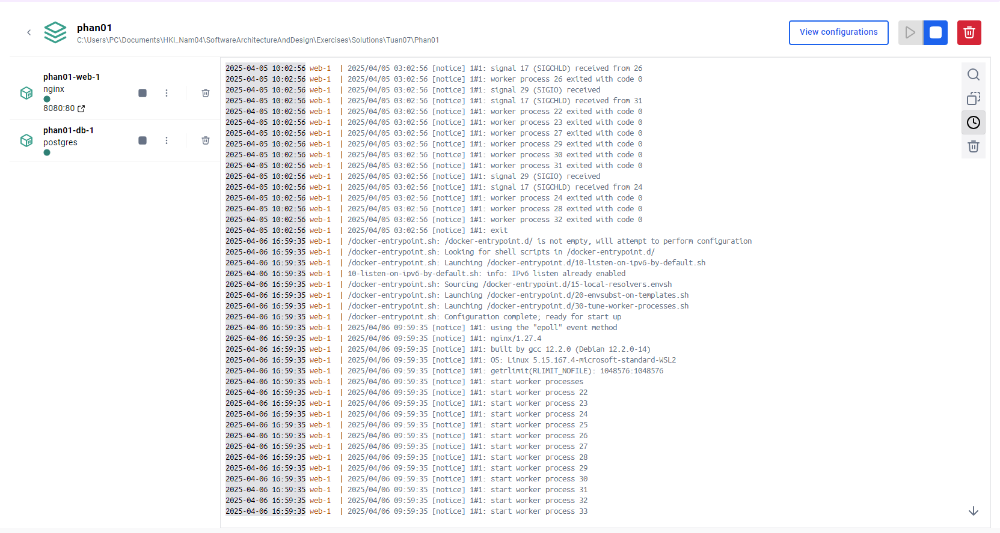 phan01
C:\Users\PC\Documents\HKI_Nam04\SoftwareArchitectureAndDesign\Exercises\Solutions\Tuan07\Phan01
View configurations
phan01-web-1
nginx
8080:80
phan01-db-1
postgres
2025-04-05 10:02:56 web-1 | 2025/04/05 03:02:56 [notice] 1#1: signal 17 (SIGCHLD) received from 26
2025-04-05 10:02:56 web-1 | 2025/04/05 03:02:56 [notice] 1#1: worker process 26 exited with code 0
2025-04-05 10:02:56 web-1 | 2025/04/05 03:02:56 [notice] 1#1: signal 29 (SIGIO) received
2025-04-05 10:02:56 web-1 | 2025/04/05 03:02:56 [notice] 1#1: signal 17 (SIGCHLD) received from 31
2025-04-05 10:02:56 web-1 | 2025/04/05 03:02:56 [notice] 1#1: worker process 22 exited with code 0
2025-04-05 10:02:56 web-1 | 2025/04/05 03:02:56 [notice] 1#1: worker process 23 exited with code 0
2025-04-05 10:02:56 web-1 | 2025/04/05 03:02:56 [notice] 1#1: worker process 27 exited with code 0
2025-04-05 10:02:56 web-1 | 2025/04/05 03:02:56 [notice] 1#1: worker process 29 exited with code 0
2025-04-05 10:02:56 web-1 | 2025/04/05 03:02:56 [notice] 1#1: worker process 30 exited with code 0
2025-04-05 10:02:56 web-1 | 2025/04/05 03:02:56 [notice] 1#1: worker process 31 exited with code 0
2025-04-05 10:02:56 web-1 | 2025/04/05 03:02:56 [notice] 1#1: signal 29 (SIGIO) received
2025-04-05 10:02:56 web-1 | 2025/04/05 03:02:56 [notice] 1#1: signal 17 (SIGCHLD) received from 24
2025-04-05 10:02:56 web-1 | 2025/04/05 03:02:56 [notice] 1#1: worker process 24 exited with code 0
2025-04-05 10:02:56 web-1 | 2025/04/05 03:02:56 [notice] 1#1: worker process 28 exited with code 0
2025-04-05 10:02:56 web-1 | 2025/04/05 03:02:56 [notice] 1#1: worker process 32 exited with code 0
2025-04-05 10:02:56 web-1 | 2025/04/05 03:02:56 [notice] 1#1: exit
2025-04-06 16:59:35 web-1 | /docker-entrypoint.sh: /docker-entrypoint.d/ is not empty, will attempt to perform configuration
2025-04-06 16:59:35 web-1 | /docker-entrypoint.sh: Looking for shell scripts in /docker-entrypoint.d/
2025-04-06 16:59:35 web-1 | /docker-entrypoint.sh: Launching /docker-entrypoint.d/10-listen-on-ipv6-by-default.sh
2025-04-06 16:59:35 web-1 | 10-listen-on-ipv6-by-default.sh: info: IPv6 listen already enabled
2025-04-06 16:59:35 web-1 | /docker-entrypoint.sh: Sourcing /docker-entrypoint.d/15-local-resolvers.envsh
2025-04-06 16:59:35 web-1 | /docker-entrypoint.sh: Launching /docker-entrypoint.d/20-envsubst-on-templates.sh
2025-04-06 16:59:35 web-1 | /docker-entrypoint.sh: Launching /docker-entrypoint.d/30-tune-worker-processes.sh
2025-04-06 16:59:35 web-1 | /docker-entrypoint.sh: Configuration complete; ready for start up
2025-04-06 16:59:35 web-1 | 2025/04/06 09:59:35 [notice] 1#1: using the "epoll" event method
2025-04-06 16:59:35 web-1 | 2025/04/06 09:59:35 [notice] 1#1: nginx/1.27.4
2025-04-06 16:59:35 web-1 | 2025/04/06 09:59:35 [notice] 1#1: built by gcc 12.2.0 (Debian 12.2.0-14)
2025-04-06 16:59:35 web-1 | 2025/04/06 09:59:35 [notice] 1#1: OS: Linux 5.15.167.4-microsoft-standard-WSL2
2025-04-06 16:59:35 web-1 | 2025/04/06 09:59:35 [notice] 1#1: getrlimit(RLIMIT_NOFILE): 1048576:1048576
2025-04-06 16:59:35 web-1 | 2025/04/06 09:59:35 [notice] 1#1: start worker processes
2025-04-06 16:59:35 web-1 | 2025/04/06 09:59:35 [notice] 1#1: start worker process 22
2025-04-06 16:59:35 web-1 | 2025/04/06 09:59:35 [notice] 1#1: start worker process 23
2025-04-06 16:59:35 web-1 | 2025/04/06 09:59:35 [notice] 1#1: start worker process 24
2025-04-06 16:59:35 web-1 | 2025/04/06 09:59:35 [notice] 1#1: start worker process 25
2025-04-06 16:59:35 web-1 | 2025/04/06 09:59:35 [notice] 1#1: start worker process 26
2025-04-06 16:59:35 web-1 | 2025/04/06 09:59:35 [notice] 1#1: start worker process 27
2025-04-06 16:59:35 web-1 | 2025/04/06 09:59:35 [notice] 1#1: start worker process 28
2025-04-06 16:59:35 web-1 | 2025/04/06 09:59:35 [notice] 1#1: start worker process 29
2025-04-06 16:59:35 web-1 | 2025/04/06 09:59:35 [notice] 1#1: start worker process 30
2025-04-06 16:59:35 web-1 | 2025/04/06 09:59:35 [notice] 1#1: start worker process 31
2025-04-06 16:59:35 web-1 | 2025/04/06 09:59:35 [notice] 1#1: start worker process 32
2025-04-06 16:59:35 web-1 | 2025/04/06 09:59:35 [notice] 1#1: start worker process 33